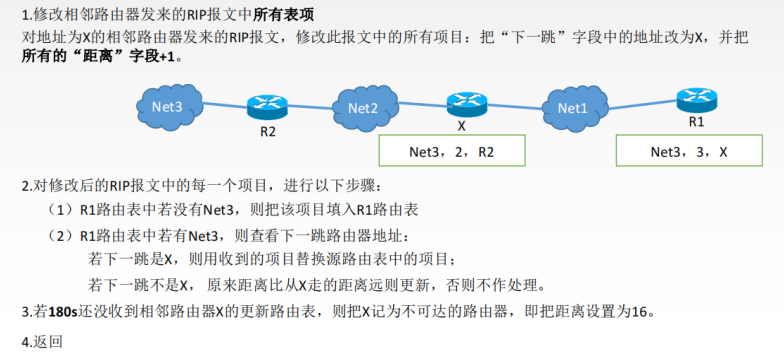 1.修改相邻路由器发来的RIP报文中所有表项
对地址为X的相邻路由器发来的RIP报文，修改此报文中的所有项目：把“下一跳”字段中的地址改为X，并把
所有的“距离”字段+1。
Net3
R2
Net2
X
Net1
R1
Net3，2，R2
Net3，3，X
2.对修改后的RIP报文中的每一个项目，进行以下步骤：
（1）R1路由表中若没有Net3，则把该项目填入R1路由表
（2）R1路由表中若有Net3，则查看下一跳路由器地址：
若下一跳是X，则用收到的项目替换源路由表中的项目；
若下一跳不是X， 原来距离比从X走的距离远则更新，否则不作处理。
3.若180s还没收到相邻路由器X的更新路由表，则把X记为不可达的路由器，即把距离设置为16。
4.返回